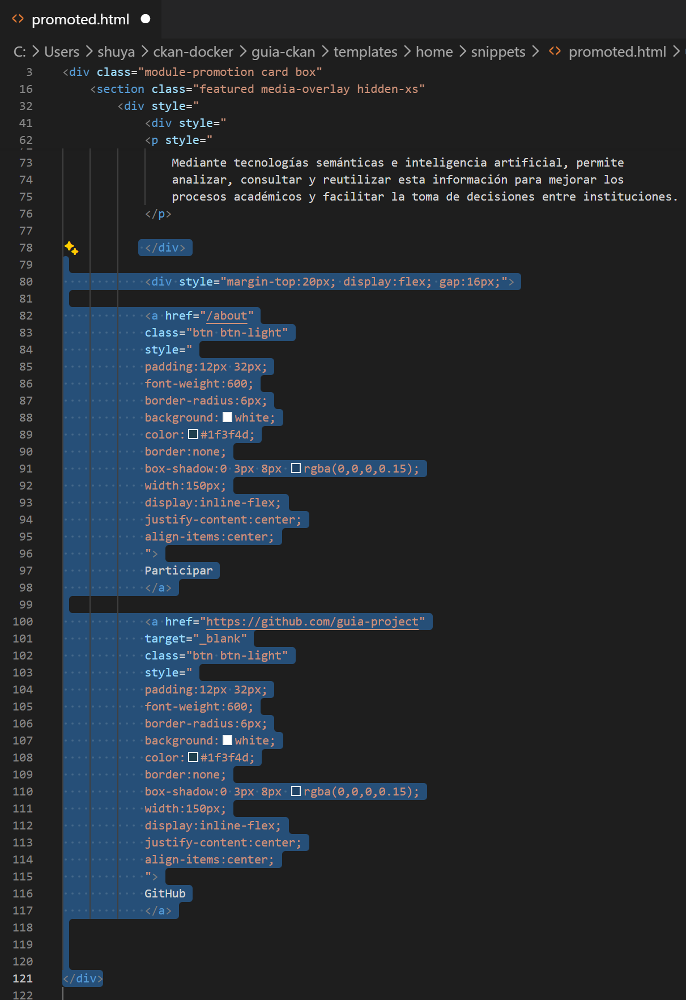 promoted.html
C: > Users > shuya > ckan-docker > guia-ckan > templates > home > snippets > promoted.html >
3 <div class="module-promotion card box"
16 <section class="featured media-overlay hidden-xs"
32 <div style="
41 <div style="
62 <p style="
73 Mediante tecnologías semánticas e inteligencia artificial, permite
74 analizar, consultar y reutilizar esta información para mejorar los
75 procesos académicos y facilitar la toma de decisiones entre instituciones.
76 </p>
77
78 </div>
79
80 <div style="margin-top:20px; display:flex; gap:16px;">
81
82 <a href="/about"
83 class="btn btn-light"
84 style="
85 padding:12px 32px;
86 font-weight:600;
87 border-radius:6px;
88 background: white;
89 color: #1f3f4d;
90 border:none;
91 box-shadow:0 3px 8px rgba(0,0,0,0.15);
92 width:150px;
93 display:inline-flex;
94 justify-content:center;
95 align-items:center;
96 ">
97 Participar
98 </a>
99
100 <a href="https://github.com/guia-project"
101 target="_blank"
102 class="btn btn-light"
103 style="
104 padding:12px 32px;
105 font-weight:600;
106 border-radius:6px;
107 background: white;
108 color: #1f3f4d;
109 border:none;
110 box-shadow:0 3px 8px rgba(0,0,0,0.15);
111 width:150px;
112 display:inline-flex;
113 justify-content:center;
114 align-items:center;
115 ">
116 GitHub
117 </a>
118
119
120
121 </div>
122